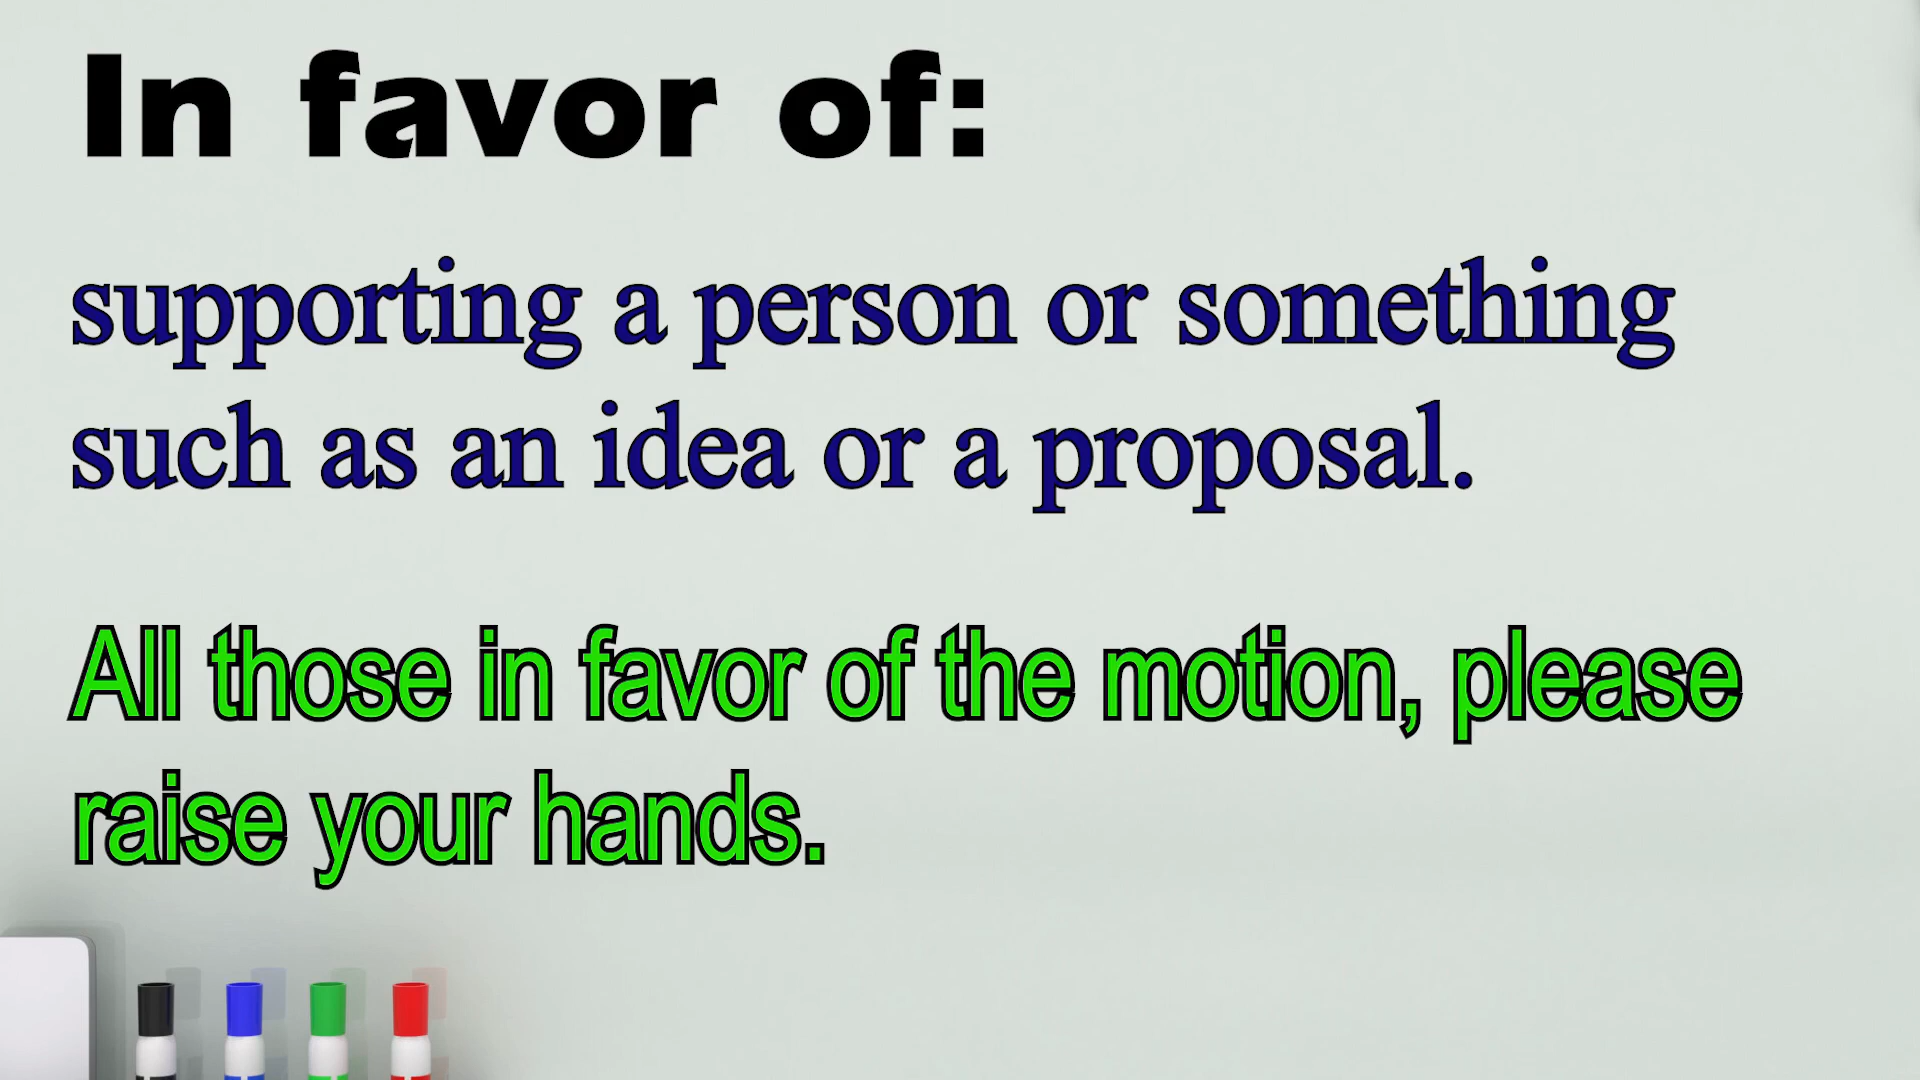 In favor of:
supporting a person or something
such as an idea or a proposal.
All those in favor of the motion, please
raise your hands.